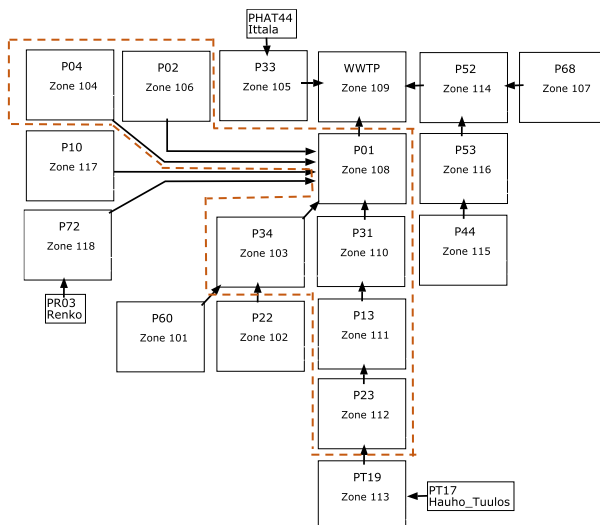 PHAT44
Ittala
P04
Zone 104
P02
Zone 106
P33
Zone 105
WWTP
Zone 109
P52
Zone 114
P68
Zone 107
P10
Zone 117
P01
Zone 108
P53
Zone 116
P72
Zone 118
P34
Zone 103
P31
Zone 110
P44
Zone 115
PR03
Renko
P60
Zone 101
P22
Zone 102
P13
Zone 111
P23
Zone 112
PT19
Zone 113
PT17
Hauho_Tuulos